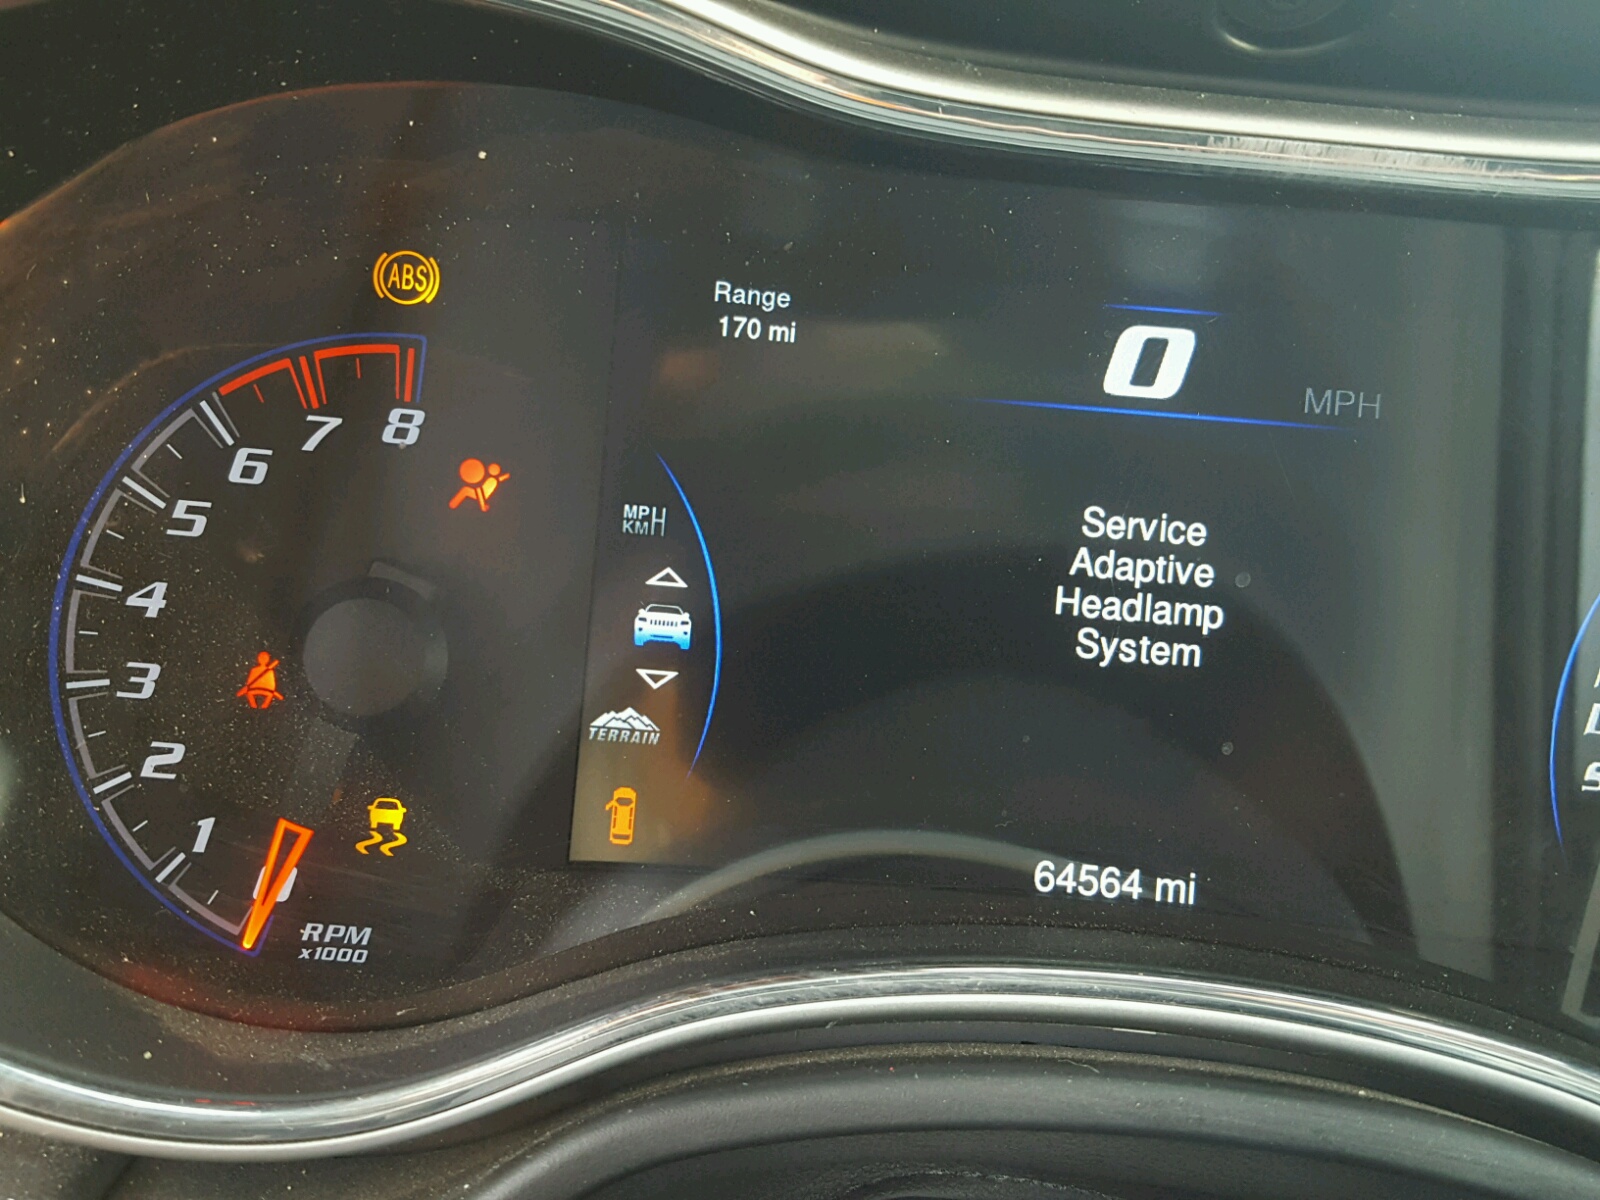 ABS
Range
170 mi
0
MPH
8
7
6
5
4
3
2
1
0
RPM
x1000
MPH
KM
TERRAIN
Service
Adaptive
Headlamp
System
64564 mi